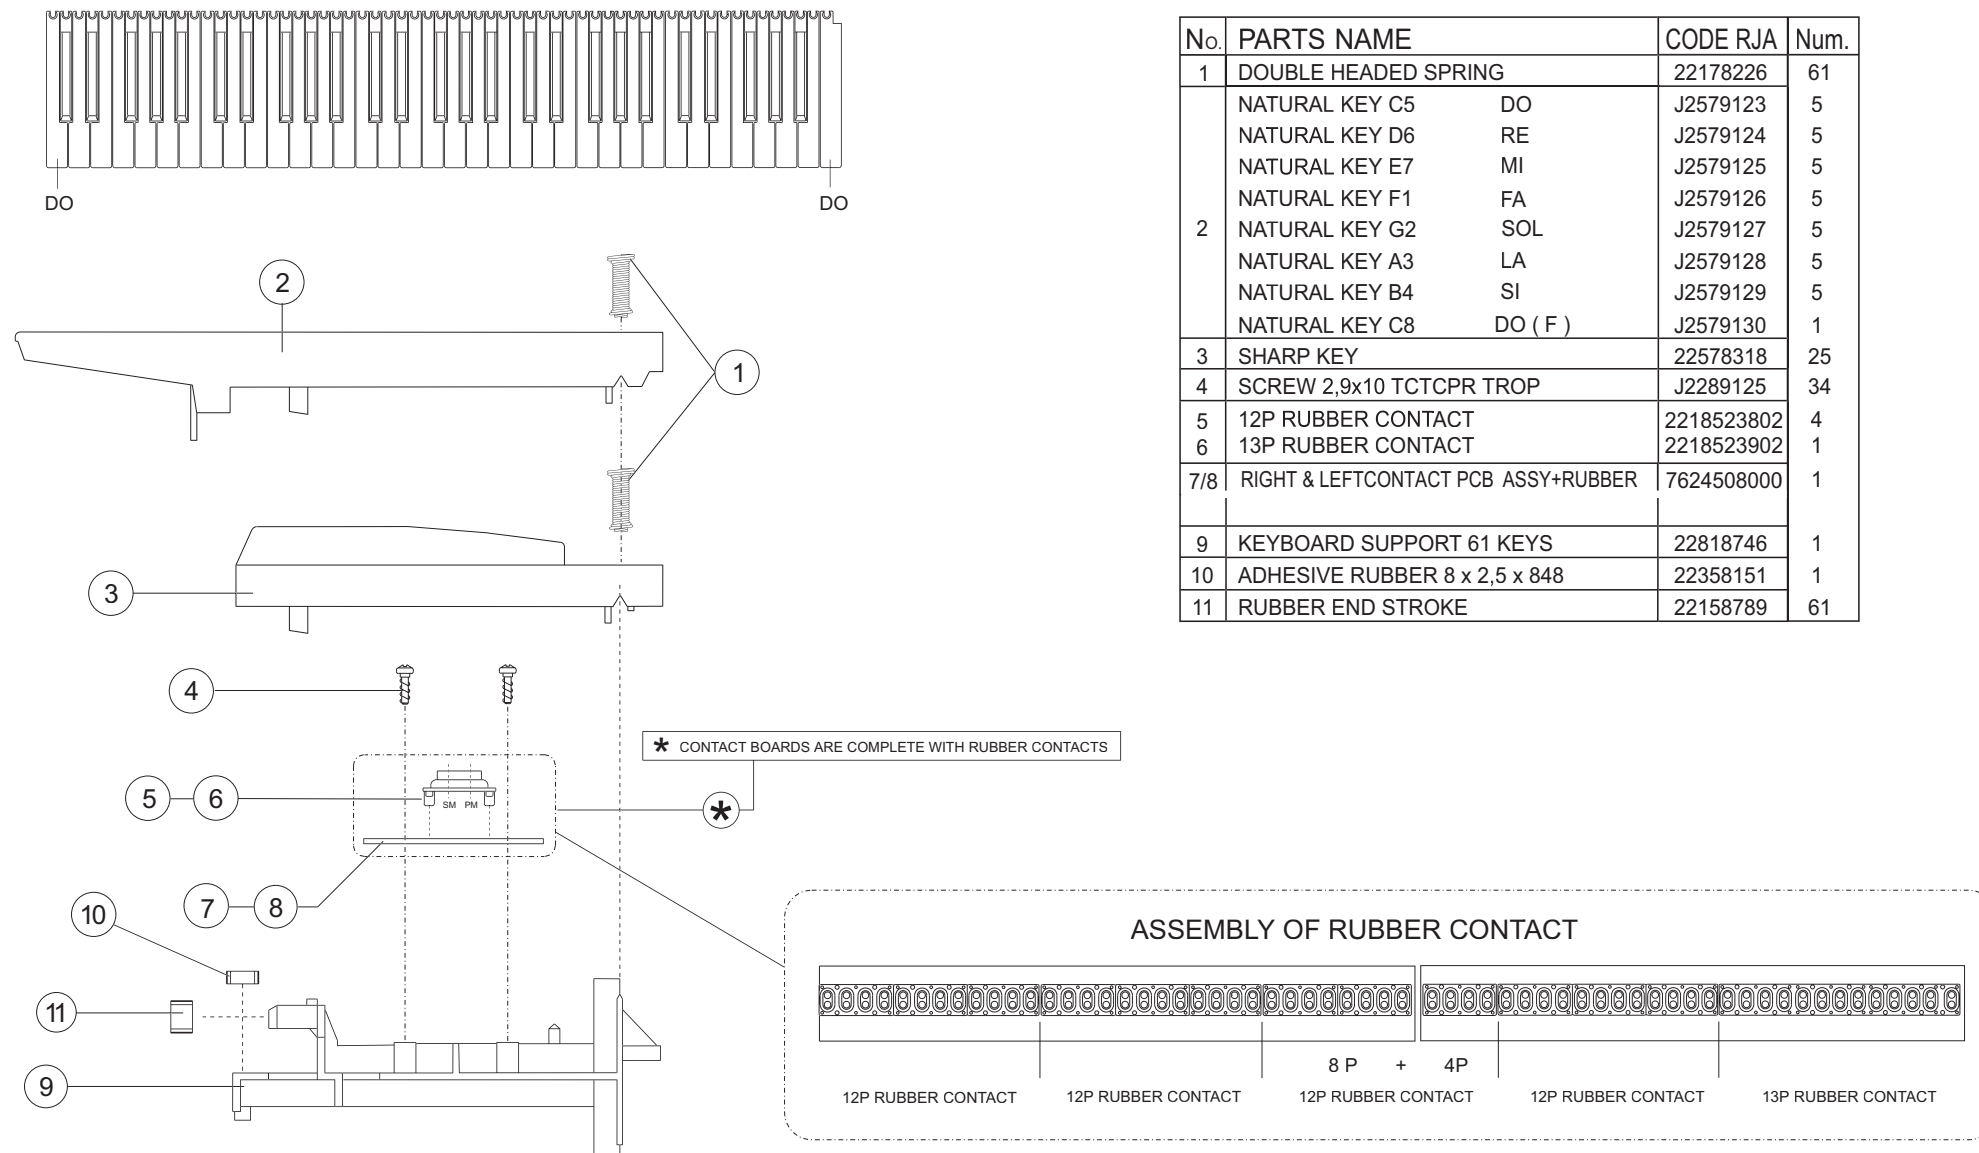 DO DO
No. PARTS NAME CODE RJA Num.
1 DOUBLE HEADED SPRING 22178226 61
NATURAL KEY C5 DO J2579123 5
NATURAL KEY D6 RE J2579124 5
NATURAL KEY E7 MI J2579125 5
NATURAL KEY F1 FA J2579126 5
2 NATURAL KEY G2 SOL J2579127 5
NATURAL KEY A3 LA J2579128 5
NATURAL KEY B4 SI J2579129 5
NATURAL KEY C8 DO ( F ) J2579130 1
3 SHARP KEY 22578318 25
4 SCREW 2,9x10 TCTCPR TROP J2289125 34
5 12P RUBBER CONTACT 2218523802 4
6 13P RUBBER CONTACT 2218523902 1
7/8 RIGHT & LEFTCONTACT PCB ASSY+RUBBER 7624508000 1
9 KEYBOARD SUPPORT 61 KEYS 22818746 1
10 ADHESIVE RUBBER 8 x 2,5 x 848 22358151 1
11 RUBBER END STROKE 22158789 61
2
1
3
4
* CONTACT BOARDS ARE COMPLETE WITH RUBBER CONTACTS
5 6
SM PM
*
7 8
10
11
9
ASSEMBLY OF RUBBER CONTACT
8 P + 4P
12P RUBBER CONTACT 12P RUBBER CONTACT 12P RUBBER CONTACT 12P RUBBER CONTACT 13P RUBBER CONTACT